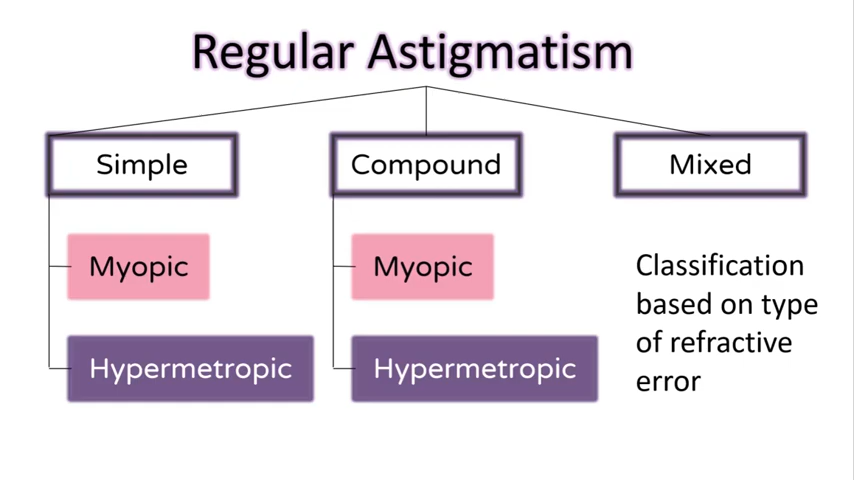 Regular Astigmatism
Simple
Compound
Mixed
Myopic
Myopic
Hypermetropic
Hypermetropic
Classification
based on type
of refractive
error